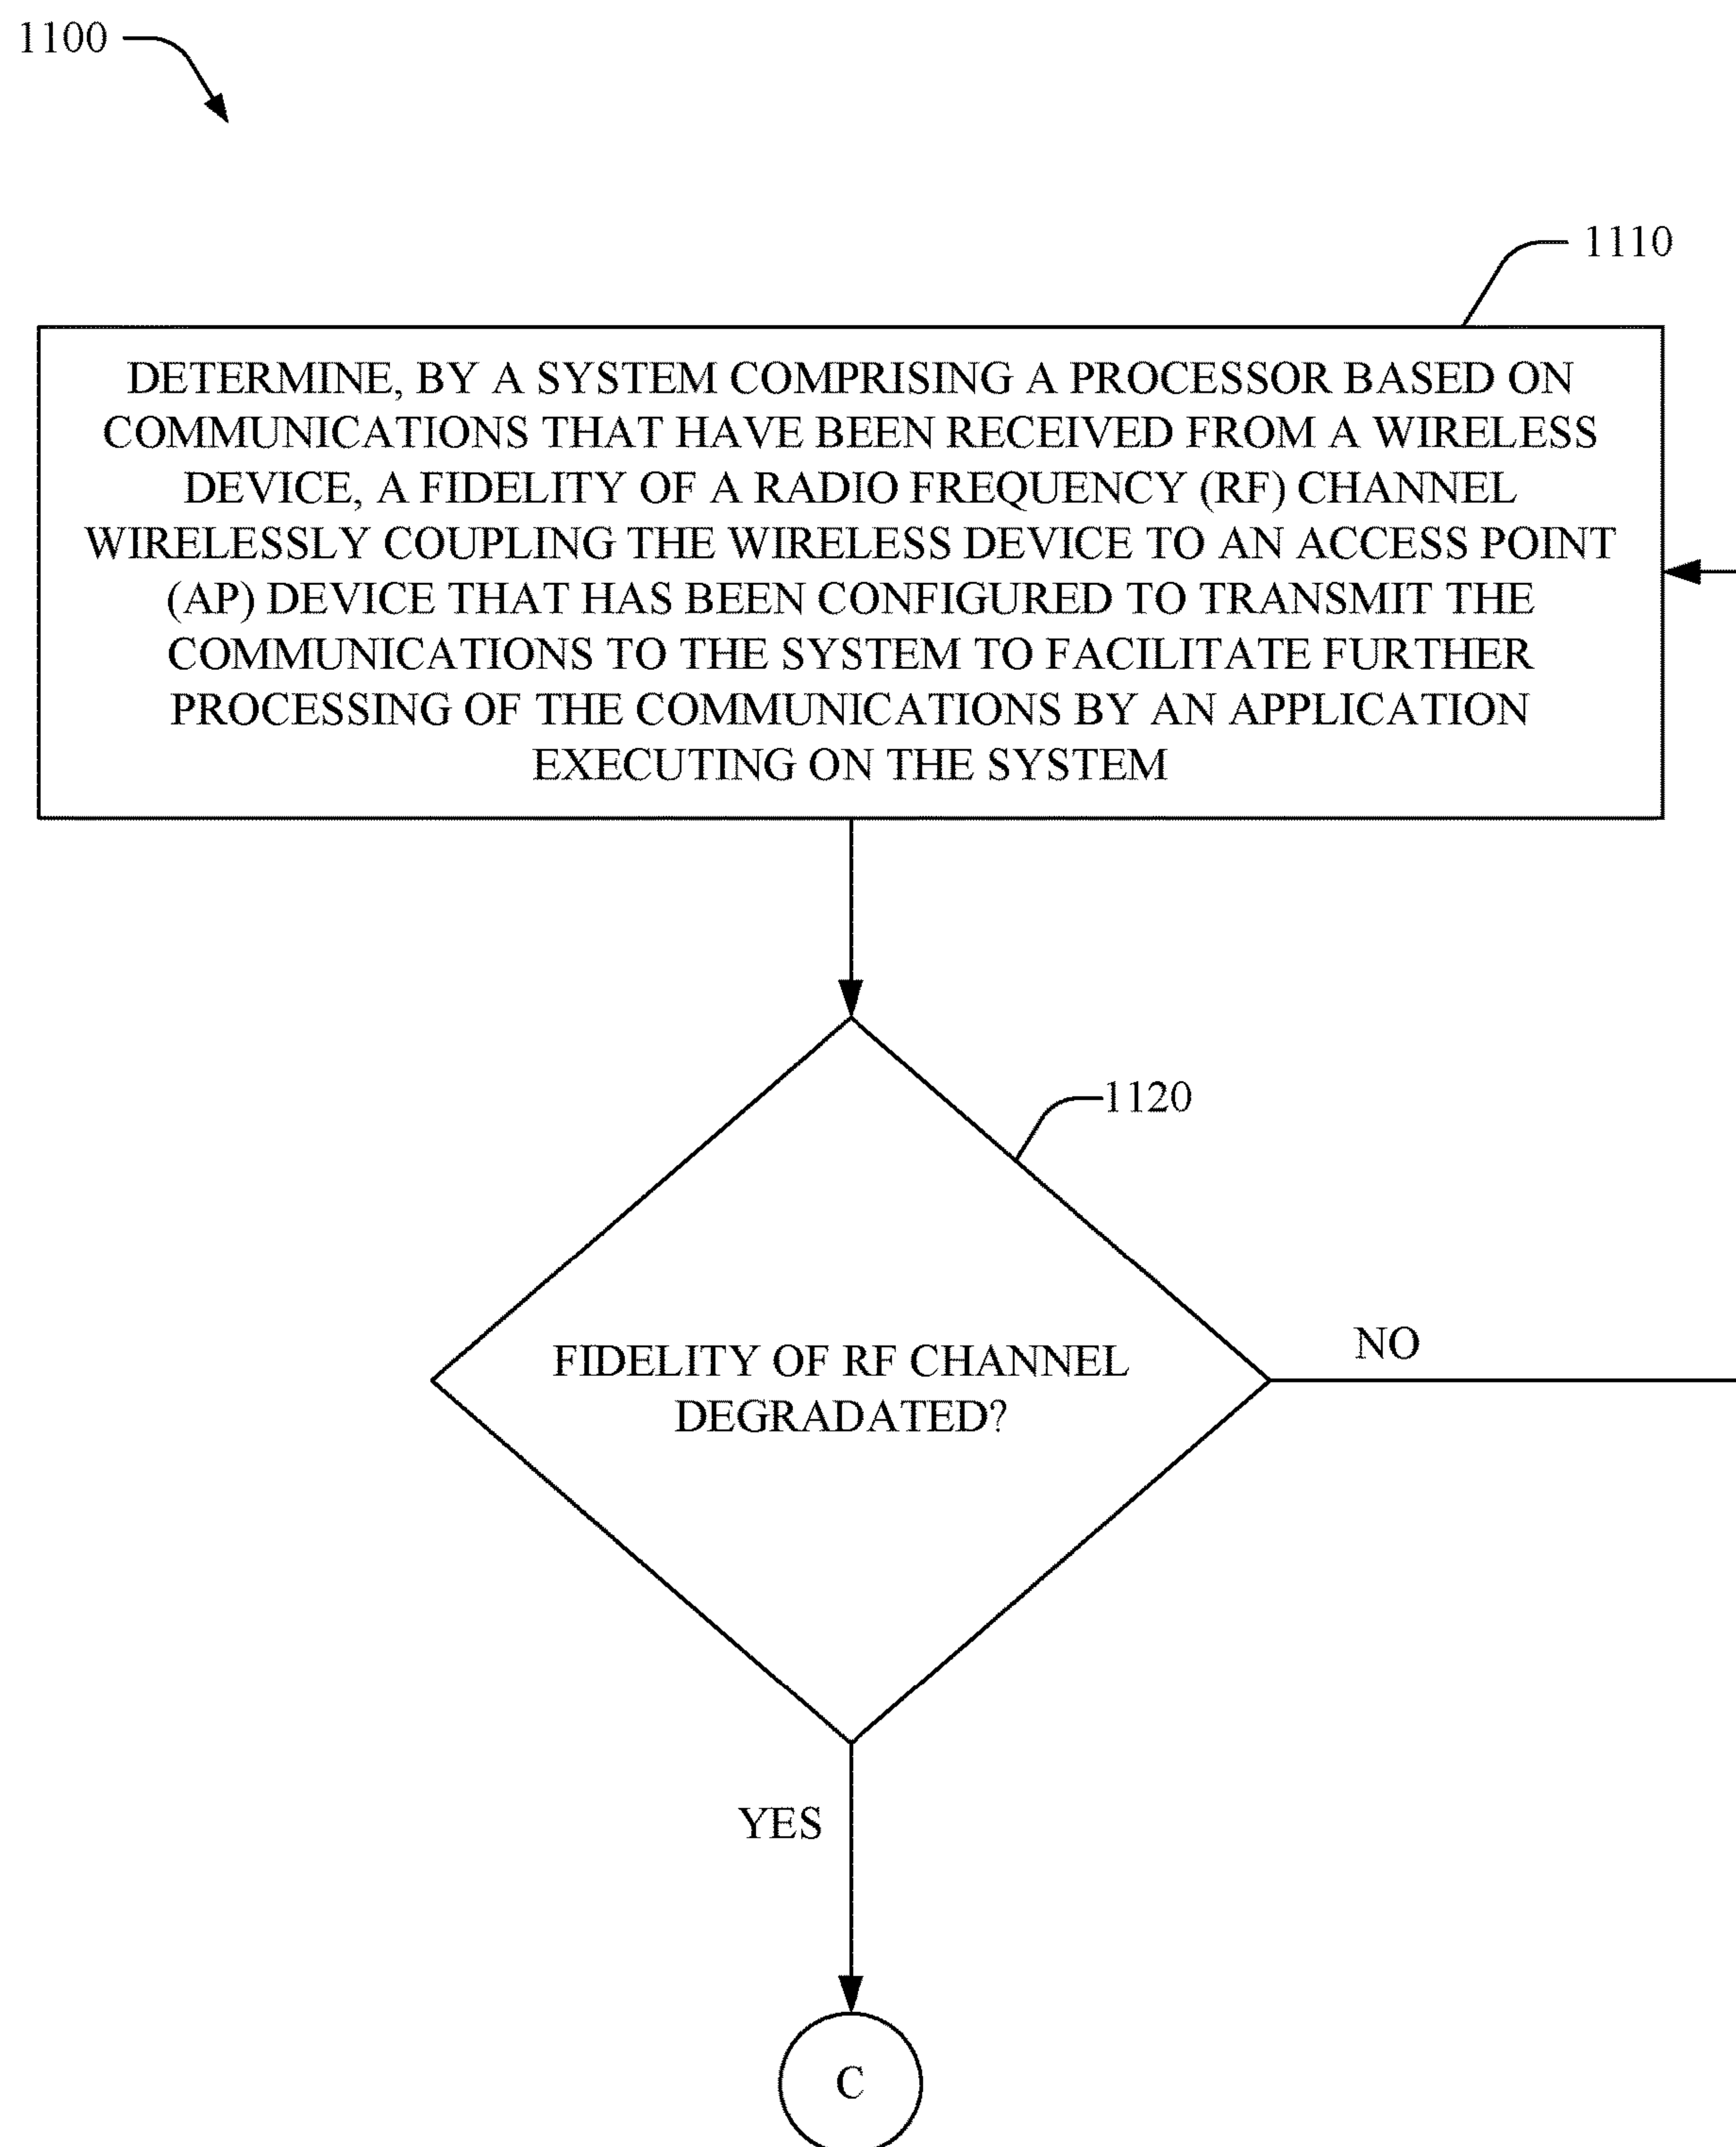 1100
1110
DETERMINE, BY A SYSTEM COMPRISING A PROCESSOR BASED ON
COMMUNICATIONS THAT HAVE BEEN RECEIVED FROM A WIRELESS
DEVICE, A FIDELITY OF A RADIO FREQUENCY (RF) CHANNEL
WIRELESSLY COUPLING THE WIRELESS DEVICE TO AN ACCESS POINT
(AP) DEVICE THAT HAS BEEN CONFIGURED TO TRANSMIT THE
COMMUNICATIONS TO THE SYSTEM TO FACILITATE FURTHER
PROCESSING OF THE COMMUNICATIONS BY AN APPLICATION
EXECUTING ON THE SYSTEM
1120
FIDELITY OF RF CHANNEL
DEGRADATED?
NO
YES
C